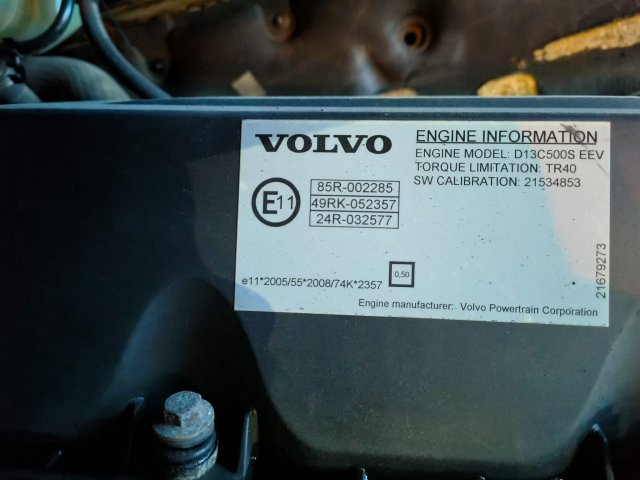 VOLVO
ENGINE INFORMATION
ENGINE MODEL: D13C500S EEV
TORQUE LIMITATION: TR40
SW CALIBRATION: 21534853
E11
85R-002285
49RK-052357
24R-032577
0,50
e11*2005/55*2008/74K*2357
Engine manufacturer: Volvo Powertrain Corporation
21679273